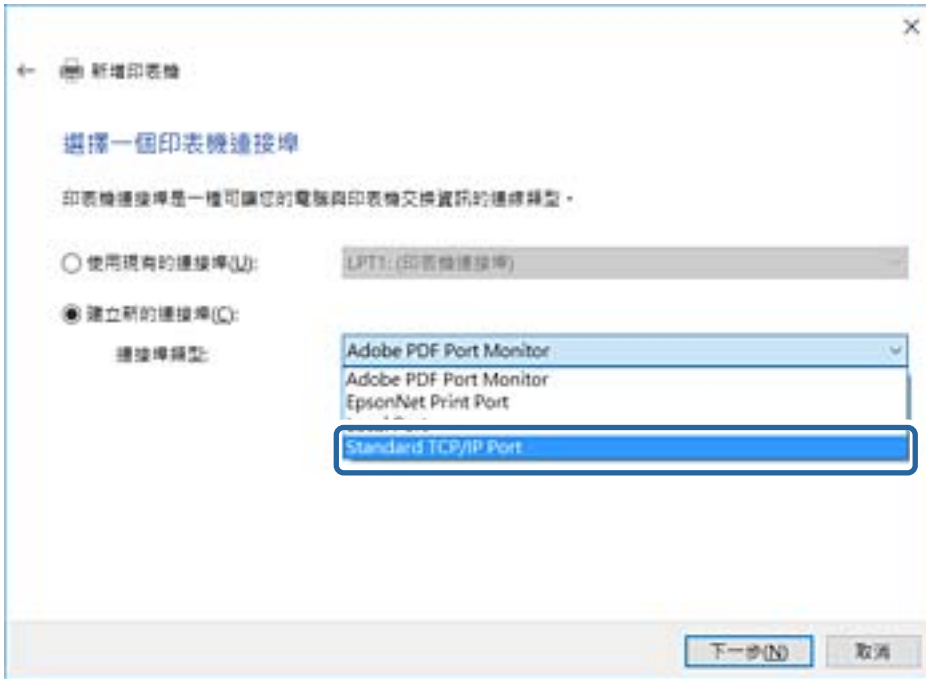 新增印表機
選擇一個印表機連接埠
印表機連接埠是一種可讓您的電腦與印表機交換資訊的連線類型。
使用現有的連接埠(U): LPT1: (印表機連接埠)
建立新的連接埠(C):
連接埠類型: Adobe PDF Port Monitor
Adobe PDF Port Monitor
EpsonNet Print Port
Local Port
Standard TCP/IP Port
下一步(N) 取消